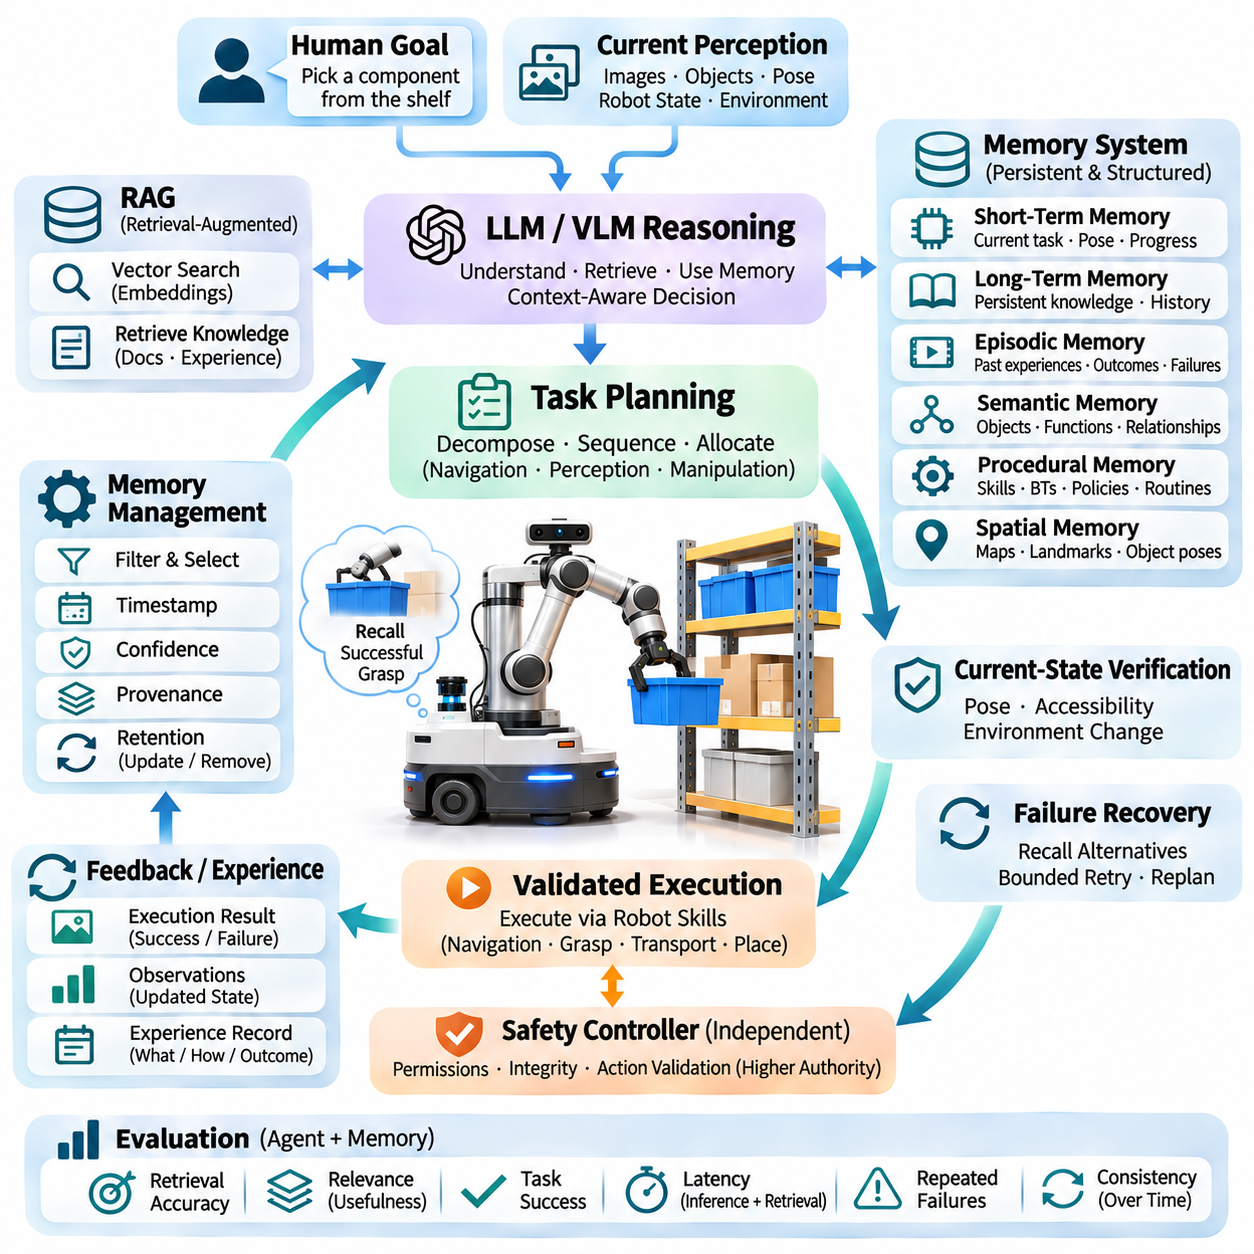 Human Goal
Pick a component
from the shelf
Current Perception
Images · Objects · Pose
Robot State · Environment
RAG
(Retrieval-Augmented)
Vector Search
(Embeddings)
Retrieve Knowledge
(Docs · Experience)
LLM / VLM Reasoning
Understand · Retrieve · Use Memory
Context-Aware Decision
Memory System
(Persistent & Structured)
Short-Term Memory
Current task · Pose · Progress
Long-Term Memory
Persistent knowledge · History
Episodic Memory
Past experiences · Outcomes · Failures
Semantic Memory
Objects · Functions · Relationships
Procedural Memory
Skills · BTs · Policies · Routines
Spatial Memory
Maps · Landmarks · Object poses
Task Planning
Decompose · Sequence · Allocate
(Navigation · Perception · Manipulation)
Memory
Management
Filter & Select
Timestamp
Confidence
Provenance
Retention
(Update / Remove)
Recall
Successful
Grasp
Current-State Verification
Pose · Accessibility
Environment Change
Failure Recovery
Recall Alternatives
Bounded Retry · Replan
Validated Execution
Execute via Robot Skills
(Navigation · Grasp · Transport · Place)
Feedback / Experience
Execution Result
(Success / Failure)
Observations
(Updated State)
Experience Record
(What / How / Outcome)
Safety Controller (Independent)
Permissions · Integrity · Action Validation (Higher Authority)
Evaluation (Agent + Memory)
Retrieval
Accuracy
Relevance
(Usefulness)
Task
Success
Latency
(Inference + Retrieval)
Repeated
Failures
Consistency
(Over Time)